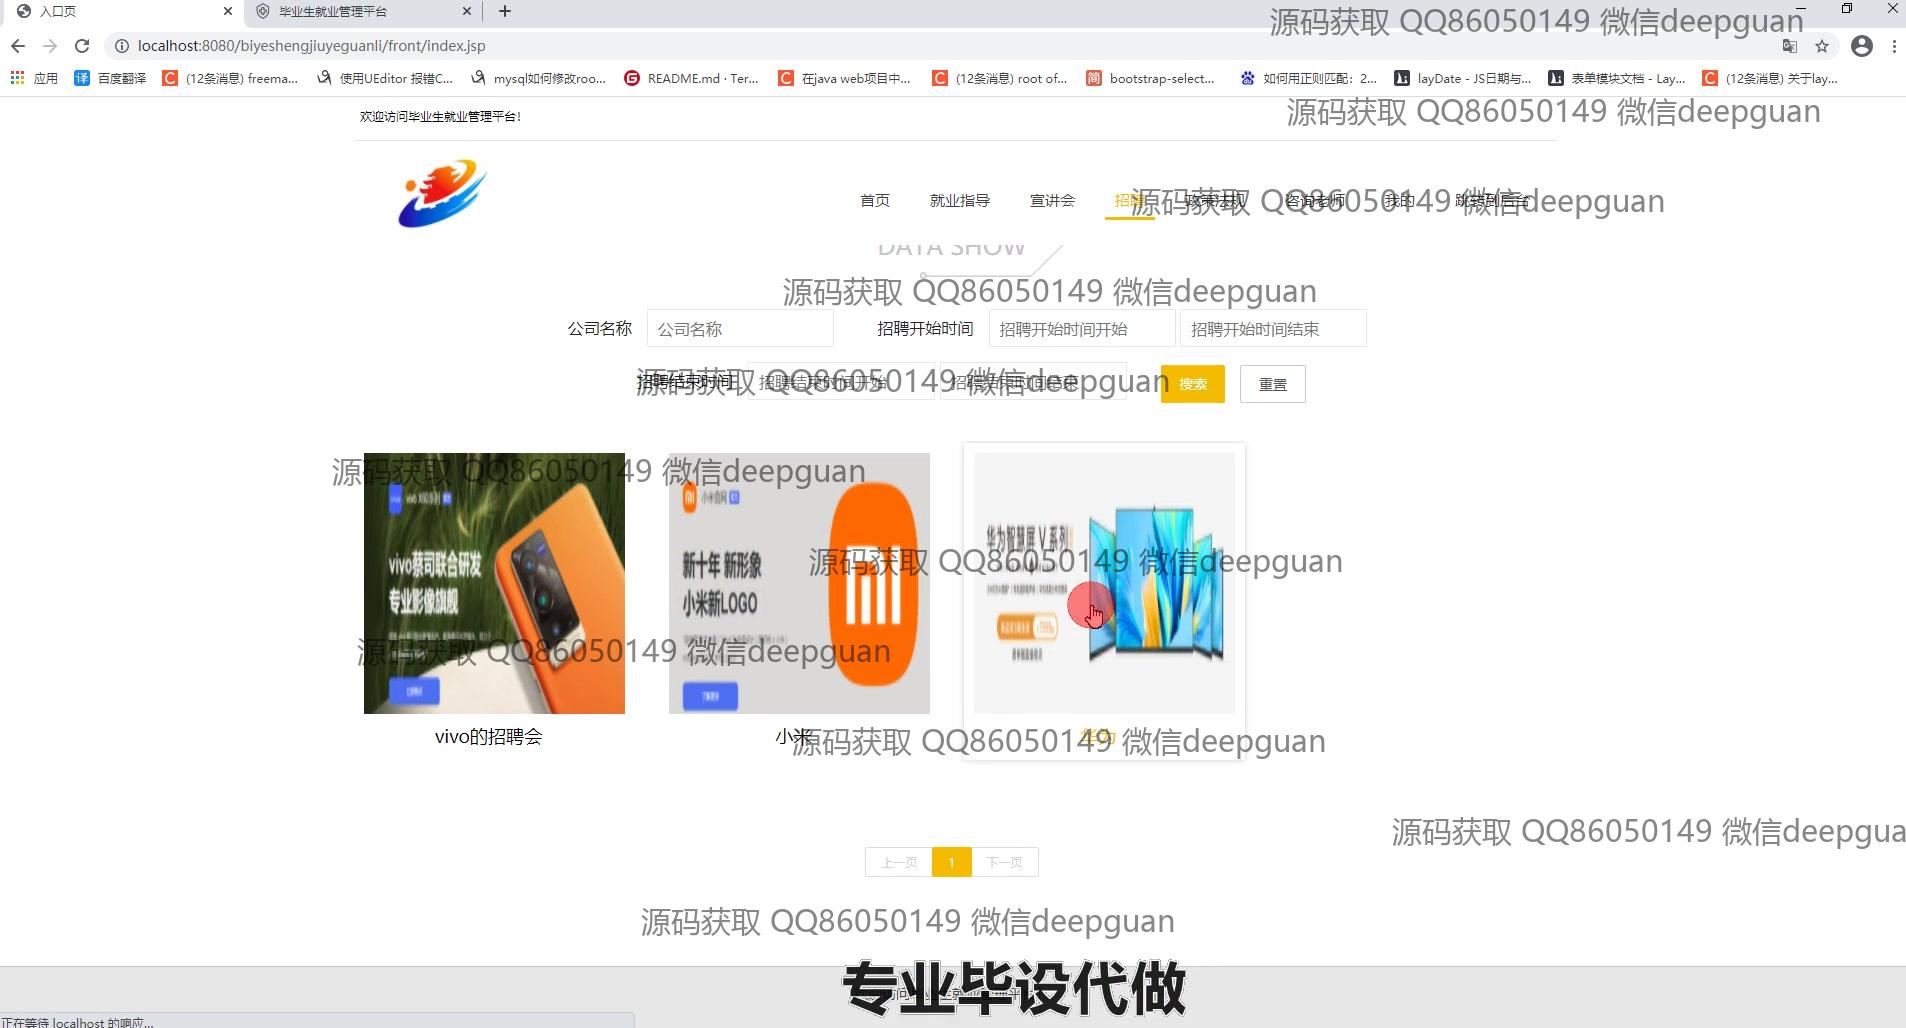 入口页
毕业生就业管理平台
源码获取 QQ86050149 微信deepguan
localhost:8080/biyeshengjiuyeguanli/front/index.jsp
应用
百度翻译
(12条消息) freema...
使用UEditor 报错C...
mysql如何修改roo...
README.md · Ter...
在java web项目中...
(12条消息) root of...
bootstrap-select...
如何用正则匹配：2...
layDate - JS日期与...
表单模块文档 - Lay...
(12条消息) 关于lay...
欢迎访问毕业生就业管理平台！
源码获取 QQ86050149 微信deepguan
首页
就业指导
宣讲会
招聘
政策法规
咨询老师
我的
跳转到后台
源码获取 QQ86050149 微信deepguan
DATA SHOW
源码获取 QQ86050149 微信deepguan
公司名称
公司名称
招聘开始时间
招聘开始时间开始
招聘开始时间结束
招聘结束时间
招聘结束时间开始
招聘结束时间结束
搜索
重置
源码获取 QQ86050149 微信deepguan
源码获取 QQ86050149 微信deepguan
vivo蔡司联合研发
专业影像旗舰
小米官网
新十年 新形象
小米新LOGO
了解更多
华为智慧屏 V 系列
源码获取 QQ86050149 微信deepguan
源码获取 QQ86050149 微信deepguan
vivo的招聘会
小米
华为
源码获取 QQ86050149 微信deepguan
源码获取 QQ86050149 微信deepgua
上一页
1
下一页
源码获取 QQ86050149 微信deepguan
专业毕设代做
正在等待 localhost 的响应...